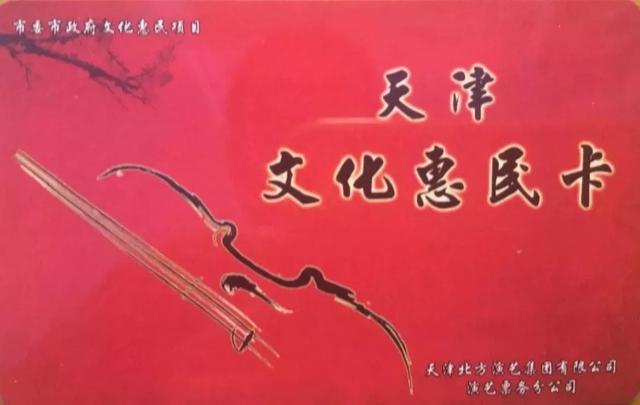 市委市政府文化惠民项目
天津
文化惠民卡
天津北方演艺集团有限公司
演艺票务分公司